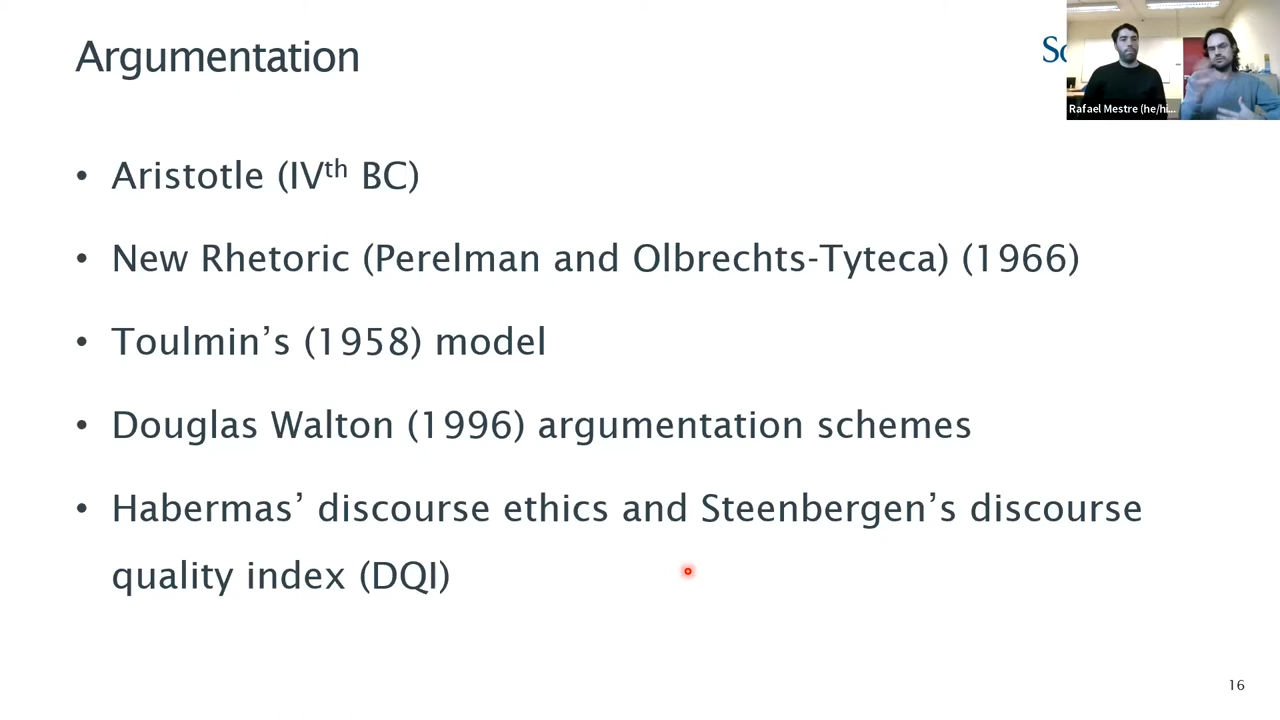 Argumentation
So
Rafael Mestre (he/hi...
• Aristotle (IVth BC)
• New Rhetoric (Perelman and Olbrechts-Tyteca) (1966)
• Toulmin’s (1958) model
• Douglas Walton (1996) argumentation schemes
• Habermas’ discourse ethics and Steenbergen’s discourse
quality index (DQI)
16